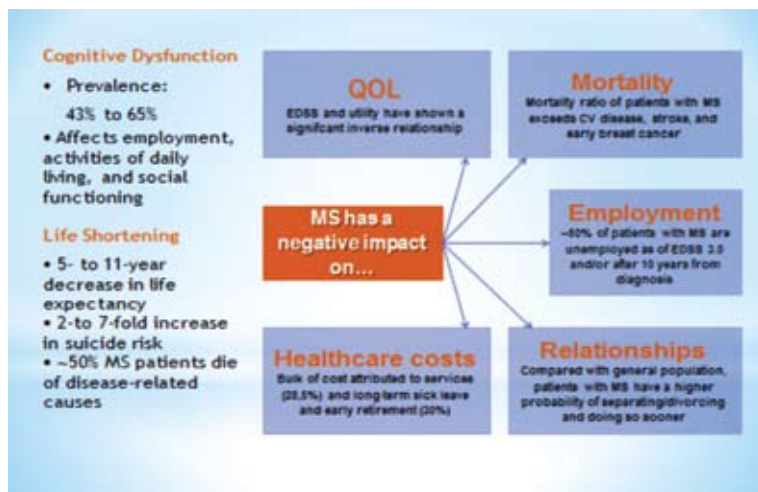 Cognitive Dysfunction
• Prevalence:
43% to 65%
• Affects employment,
activities of daily
living, and social
functioning
Life Shortening
• 5- to 11-year
decrease in life
expectancy
• 2-to 7-fold increase
in suicide risk
• ~50% MS patients die
of disease-related
causes
QOL
EDSS and utility have shown a
significant inverse relationship
Mortality
Mortality ratio of patients with MS
exceeds CV disease, stroke, and
early breast cancer
MS has a
negative impact
on...
Employment
of patients with MS are
unemployed as of EDSS 3.0
and/or after 10 years from
diagnosis
Healthcare costs
Bulk of cost attributed to services
and long-term sick leave
and early retirement (30%)
Relationships
Compared with general population,
patients with MS have a higher
probability of separating/divorcing
and doing so sooner